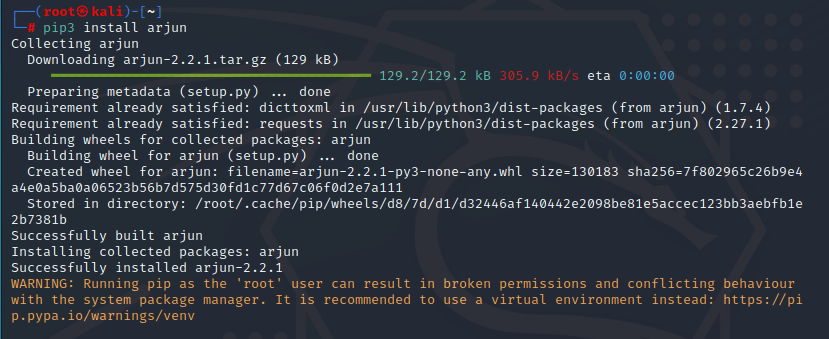 ┌──(root㉿kali)-[~]
└─# pip3 install arjun
Collecting arjun
  Downloading arjun-2.2.1.tar.gz (129 kB)
     ━━━━━━━━━━━━━━━━━━━━━━━━━━━━━━━━━━━━━━━━ 129.2/129.2 kB 305.9 kB/s eta 0:00:00
  Preparing metadata (setup.py) ... done
Requirement already satisfied: dicttoxml in /usr/lib/python3/dist-packages (from arjun) (1.7.4)
Requirement already satisfied: requests in /usr/lib/python3/dist-packages (from arjun) (2.27.1)
Building wheels for collected packages: arjun
  Building wheel for arjun (setup.py) ... done
  Created wheel for arjun: filename=arjun-2.2.1-py3-none-any.whl size=130183 sha256=7f802965c26b9e4
a4e0a5ba0a06523b56b7d575d30fd1c77d67c06f0d2e7a111
  Stored in directory: /root/.cache/pip/wheels/d8/7d/d1/d32446af140442e2098be81e5accec123bb3aebfb1e
2b7381b
Successfully built arjun
Installing collected packages: arjun
Successfully installed arjun-2.2.1
WARNING: Running pip as the 'root' user can result in broken permissions and conflicting behaviour
with the system package manager. It is recommended to use a virtual environment instead: https://pi
p.pypa.io/warnings/venv